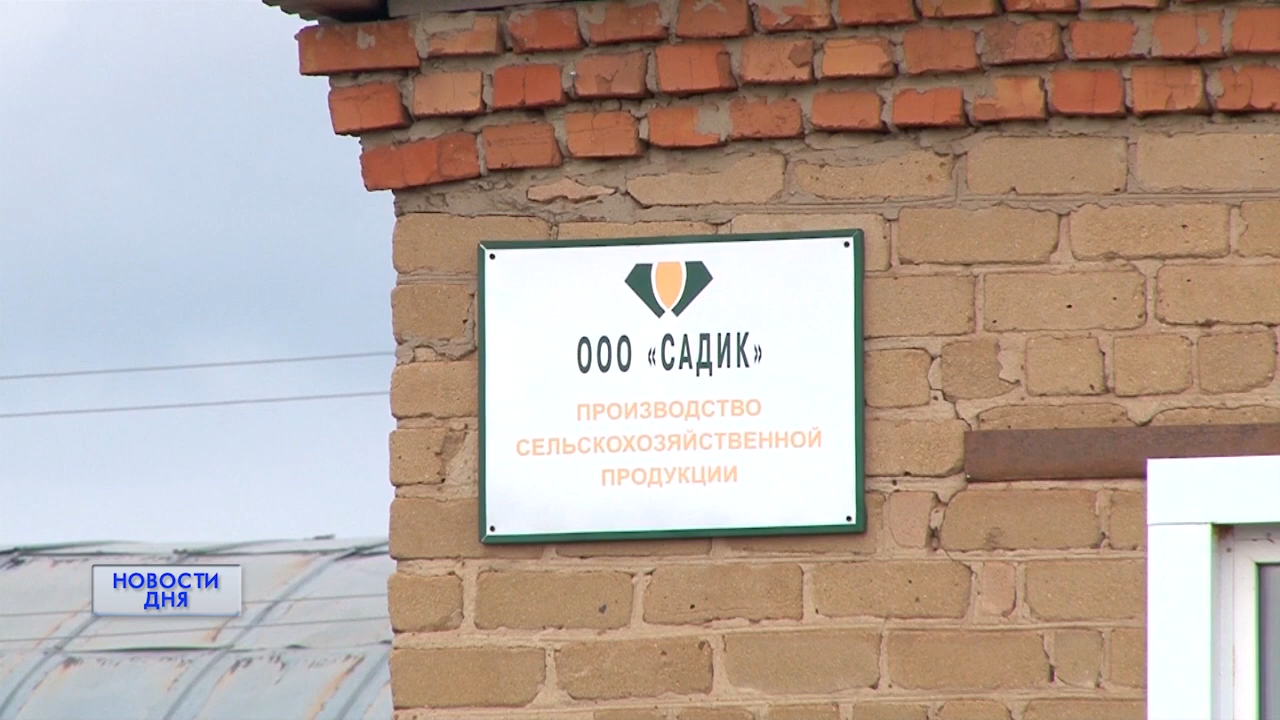 ООО «САДИК»
ПРОИЗВОДСТВО
СЕЛЬСКОХОЗЯЙСТВЕННОЙ
ПРОДУКЦИИ
НОВОСТИ
ДНЯ